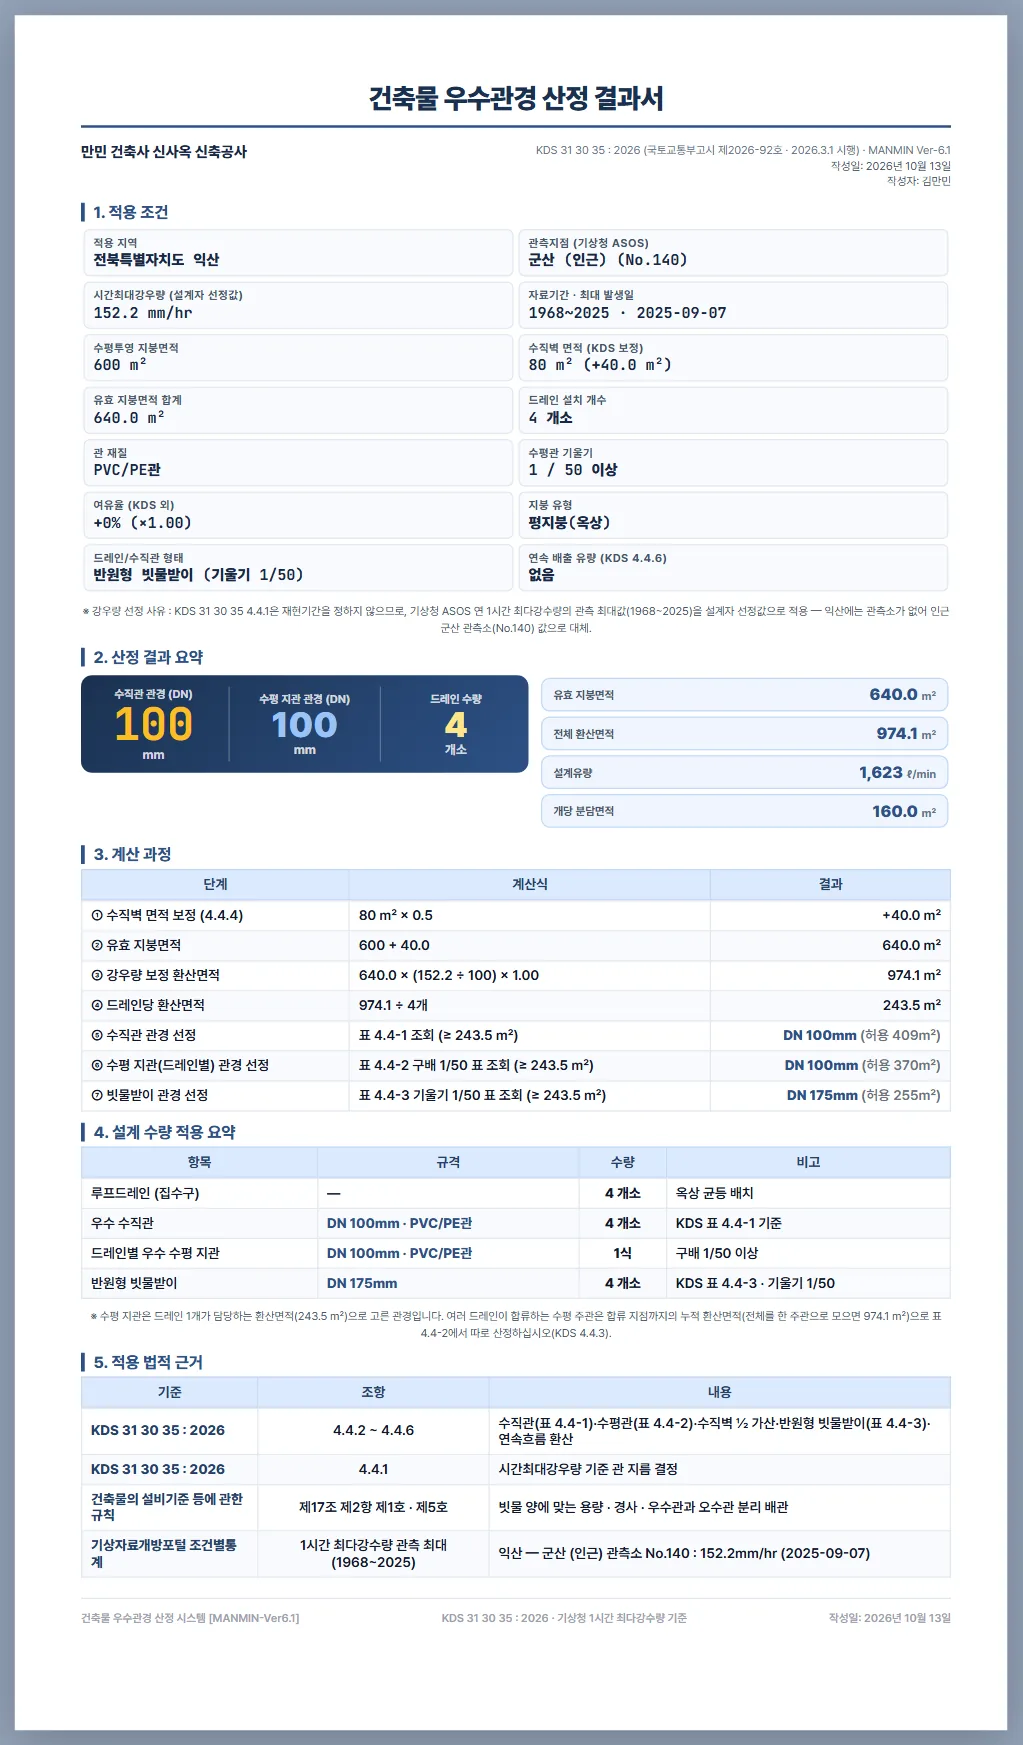 건축물 우수관경 산정 결과서
만민 건축사 신사옥 신축공사
KDS 31 30 35 : 2026 (국토교통부고시 제2026-92호 · 2026.3.1 시행) · MANMIN Ver-6.1
작성일: 2026년 10월 13일
작성자: 김만민
1. 적용 조건
적용 지역
전북특별자치도 익산
관측지점 (기상청 ASOS)
군산 (인근) (No.140)
시간최대강우량 (설계자 선정값)
152.2 mm/hr
자료기간 · 최대 발생일
1968~2025 · 2025-09-07
수평투영 지붕면적
600 m²
수직벽 면적 (KDS 보정)
80 m² (+40.0 m²)
유효 지붕면적 합계
640.0 m²
드레인 설치 개수
4 개소
관 재질
PVC/PE관
수평관 기울기
1 / 50 이상
여유율 (KDS 외)
+0% (×1.00)
지붕 유형
평지붕(옥상)
드레인/수직관 형태
반원형 빗물받이 (기울기 1/50)
연속 배출 유량 (KDS 4.4.6)
없음
※ 강우량 선정 사유 : KDS 31 30 35 4.4.1은 재현기간을 정하지 않으므로, 기상청 ASOS 연 1시간 최다강수량의 관측 최대값(1968~2025)을 설계자 선정값으로 적용 — 익산에는 관측소가 없어 인근
군산 관측소(No.140) 값으로 대체.
2. 산정 결과 요약
수직관 관경 (DN)
100
mm
수평 지관 관경 (DN)
100
mm
드레인 수량
4
개소
유효 지붕면적 640.0 m²
전체 환산면적 974.1 m²
설계유량 1,623 ℓ/min
개당 분담면적 160.0 m²
3. 계산 과정
단계 계산식 결과
① 수직벽 면적 보정 (4.4.4) 80 m² × 0.5 +40.0 m²
② 유효 지붕면적 600 + 40.0 640.0 m²
③ 강우량 보정 환산면적 640.0 × (152.2 ÷ 100) × 1.00 974.1 m²
④ 드레인당 환산면적 974.1 ÷ 4개 243.5 m²
⑤ 수직관 관경 선정 표 4.4-1 조회 (≥ 243.5 m²) DN 100mm (허용 409m²)
⑥ 수평 지관(드레인별) 관경 선정 표 4.4-2 구배 1/50 표 조회 (≥ 243.5 m²) DN 100mm (허용 370m²)
⑦ 빗물받이 관경 선정 표 4.4-3 기울기 1/50 표 조회 (≥ 243.5 m²) DN 175mm (허용 255m²)
4. 설계 수량 적용 요약
항목 규격 수량 비고
루프드레인 (집수구) — 4 개소 옥상 균등 배치
우수 수직관 DN 100mm · PVC/PE관 4 개소 KDS 표 4.4-1 기준
드레인별 우수 수평 지관 DN 100mm · PVC/PE관 1식 구배 1/50 이상
반원형 빗물받이 DN 175mm 4 개소 KDS 표 4.4-3 · 기울기 1/50
※ 수평 지관은 드레인 1개가 담당하는 환산면적(243.5 m²)으로 고른 관경입니다. 여러 드레인이 합류하는 수평 주관은 합류 지점까지의 누적 환산면적(전체를 한 주관으로 모으면 974.1 m²)으로 표
4.4-2에서 따로 산정하십시오(KDS 4.4.3).
5. 적용 법적 근거
기준 조항 내용
KDS 31 30 35 : 2026 4.4.2 ~ 4.4.6 수직관(표 4.4-1)·수평관(표 4.4-2)·수직벽 ½ 가산·반원형 빗물받이(표 4.4-3)·
연속흐름 환산
KDS 31 30 35 : 2026 4.4.1 시간최대강우량 기준 관 지름 결정
건축물의 설비기준 등에 관한
규칙
제17조 제2항 제1호 · 제5호 빗물 양에 맞는 용량 · 경사 · 우수관과 오수관 분리 배관
기상자료개방포털 조건별통
계
1시간 최다강수량 관측 최대
(1968~2025)
익산 — 군산 (인근) 관측소 No.140 : 152.2mm/hr (2025-09-07)
건축물 우수관경 산정 시스템 [MANMIN-Ver6.1] KDS 31 30 35 : 2026 · 기상청 1시간 최다강수량 기준 작성일: 2026년 10월 13일